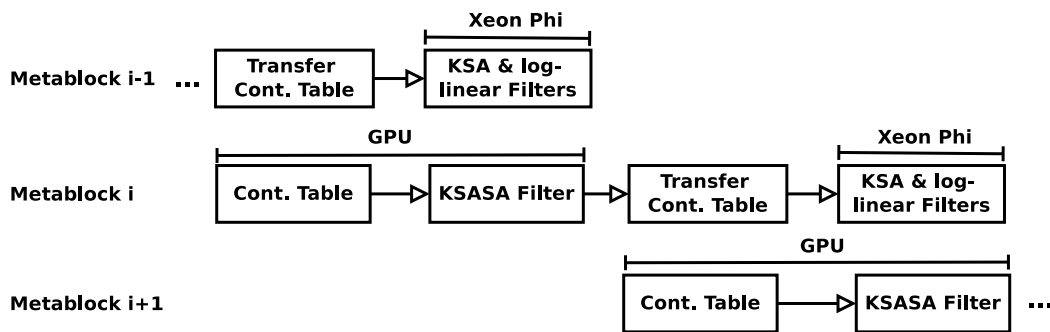 Xeon Phi
Metablock i-1
...
Transfer
Cont. Table
KSA & log-
linear Filters
GPU
Xeon Phi
Metablock i
Cont. Table
KSASA Filter
Transfer
Cont. Table
KSA & log-
linear Filters
GPU
Metablock i+1
Cont. Table
KSASA Filter
...